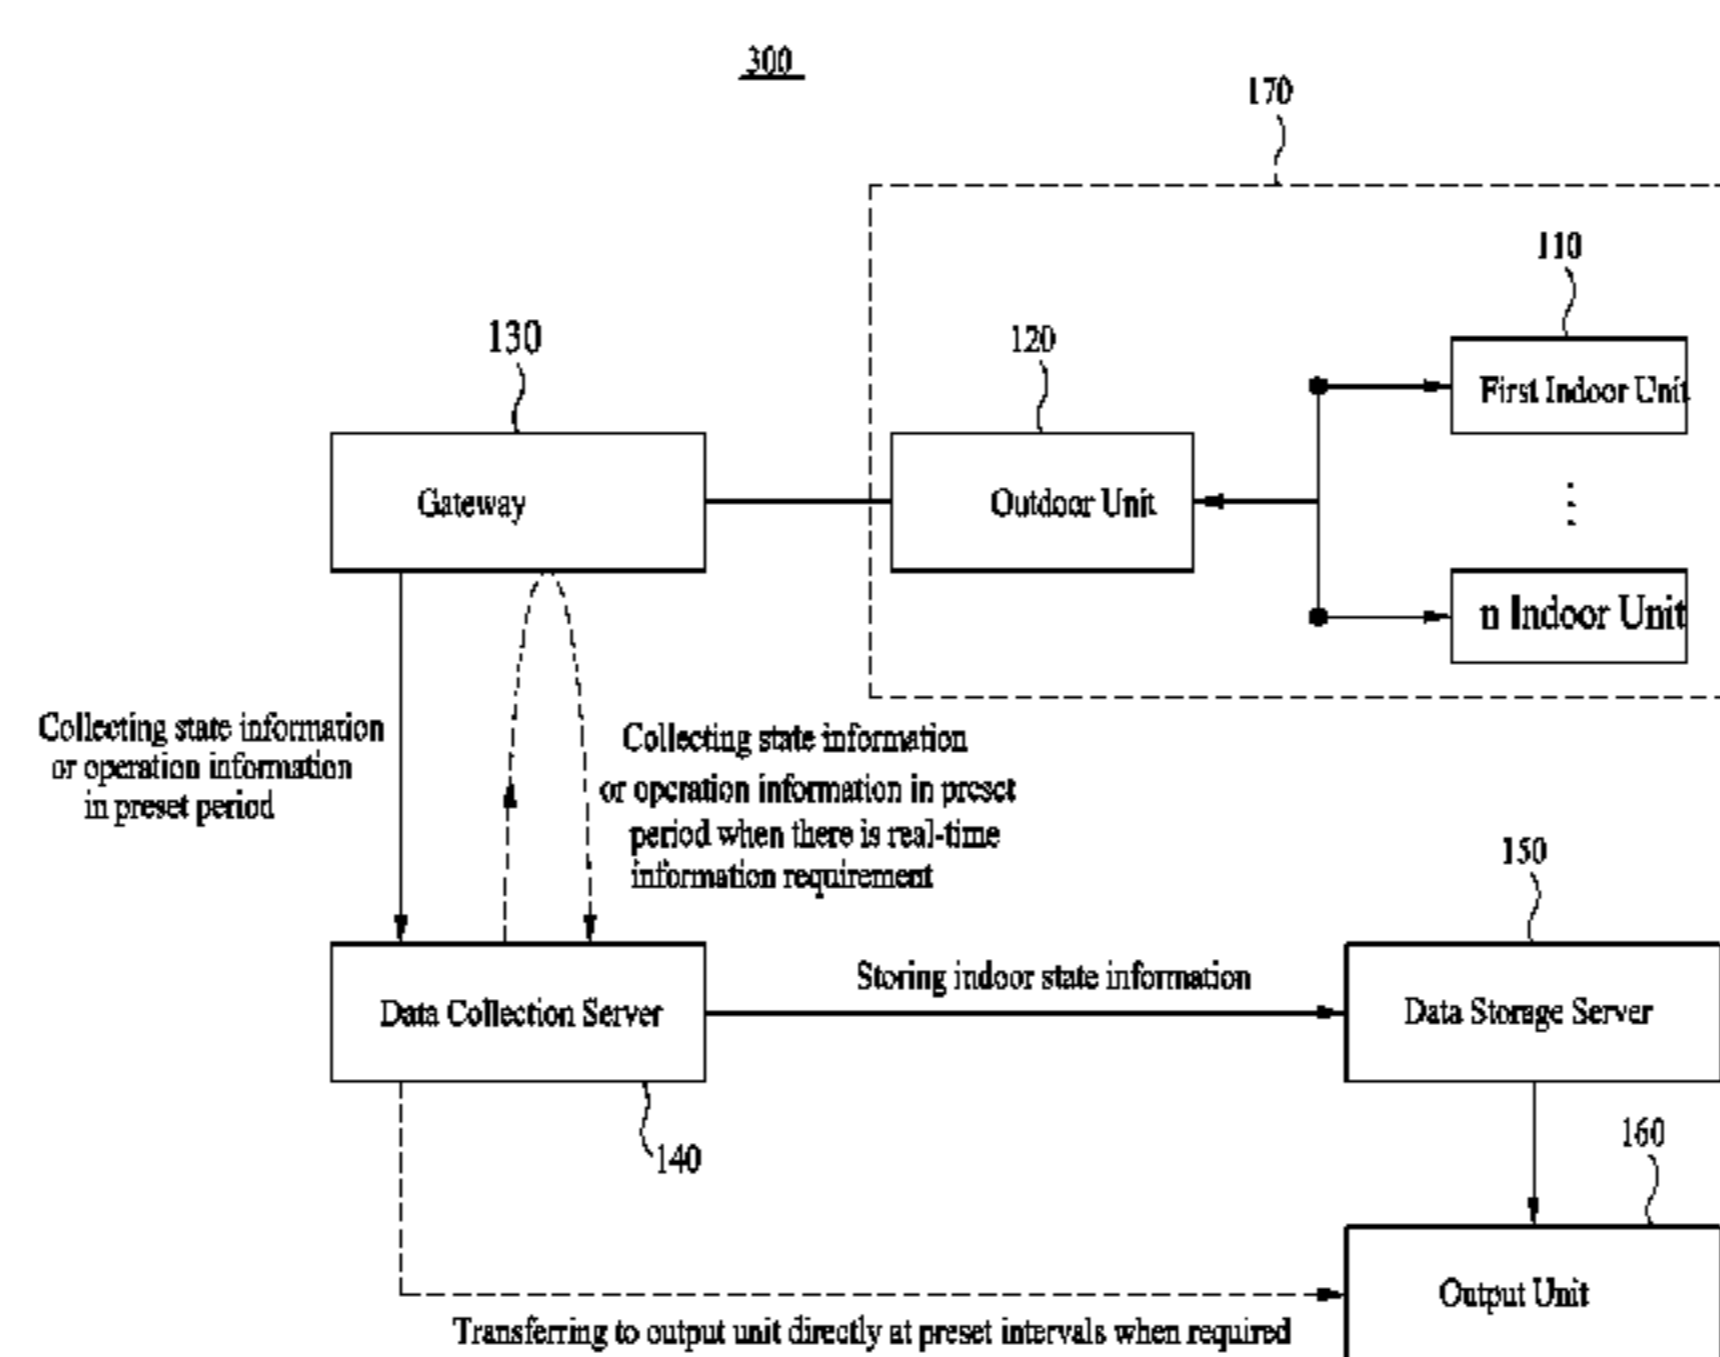 300
170
110
130
120
First Indoor Unit
Gateway
Outdoor Unit
⋮
n Indoor Unit
Collecting state information
or operation information
in preset period
Collecting state information
or operation information in preset
period when there is real-time
information requirement
150
Storing indoor state information
Data Collection Server
Data Storage Server
140
160
Output Unit
Transferring to output unit directly at preset intervals when required